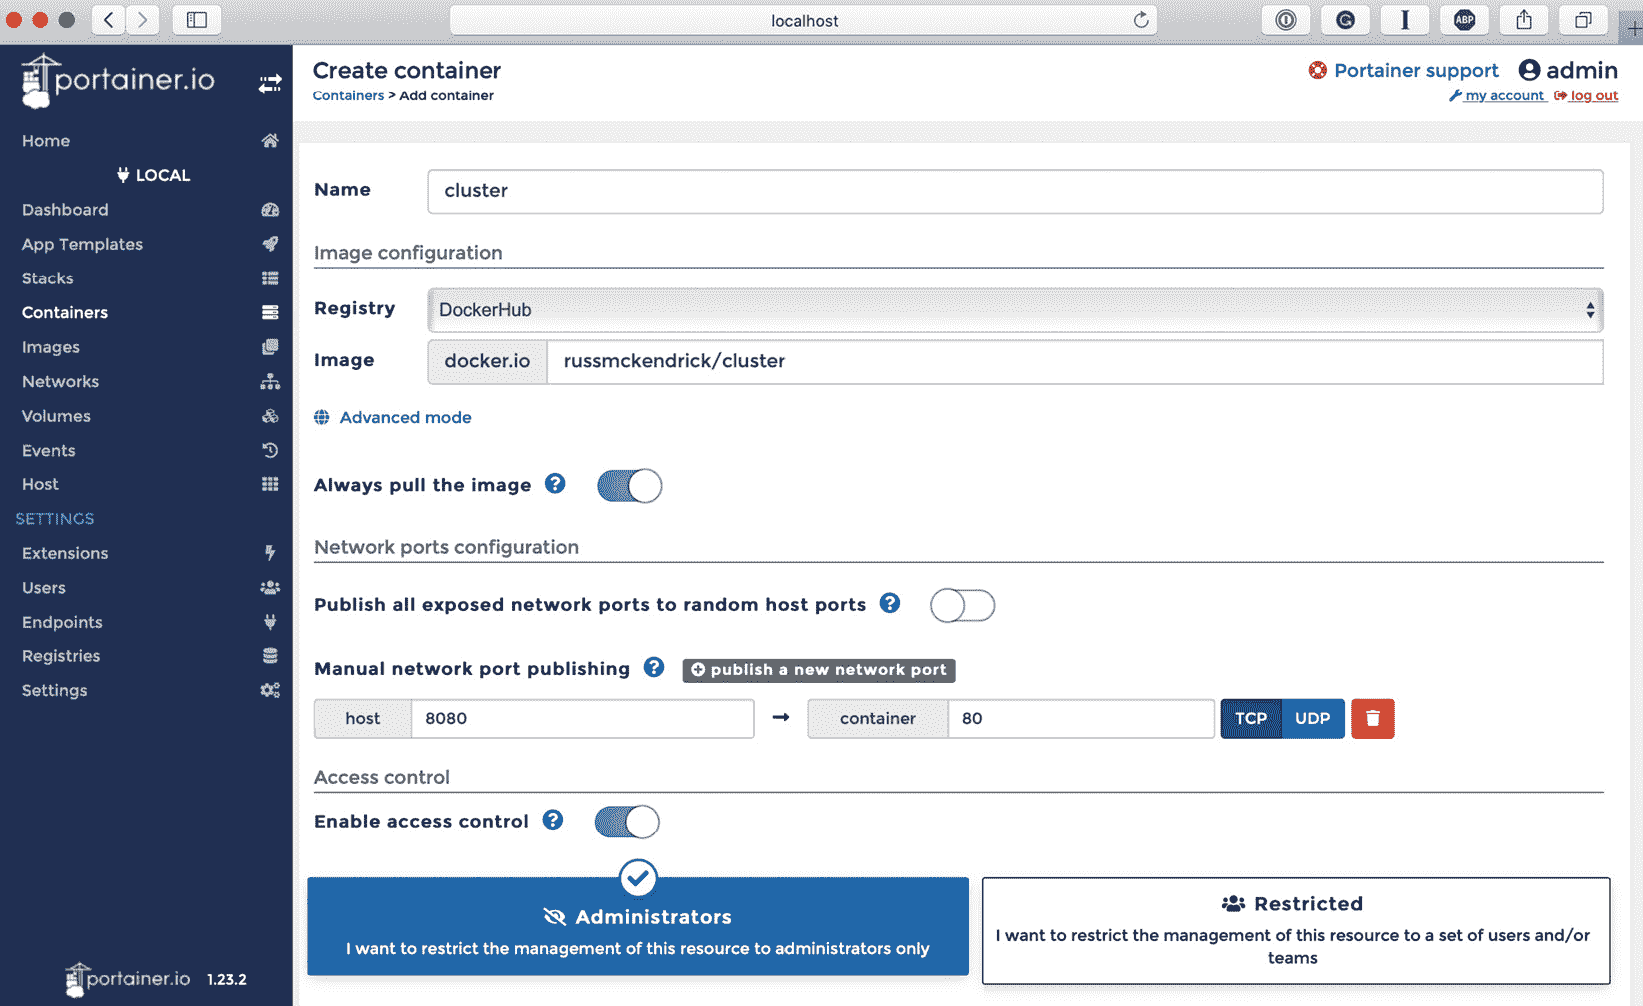 localhost
ABP
portainer.io
Home
LOCAL
Dashboard
App Templates
Stacks
Containers
Images
Networks
Volumes
Events
Host
SETTINGS
Extensions
Users
Endpoints
Registries
Settings
portainer.io 1.23.2
Create container
Containers > Add container
Portainer support admin
my account log out
Name cluster
Image configuration
Registry DockerHub
Image docker.io russmckendrick/cluster
Advanced mode
Always pull the image ?
Network ports configuration
Publish all exposed network ports to random host ports ?
Manual network port publishing ? publish a new network port
host 8080 → container 80 TCP UDP
Access control
Enable access control ?
Administrators
I want to restrict the management of this resource to administrators only
Restricted
I want to restrict the management of this resource to a set of users and/or
teams